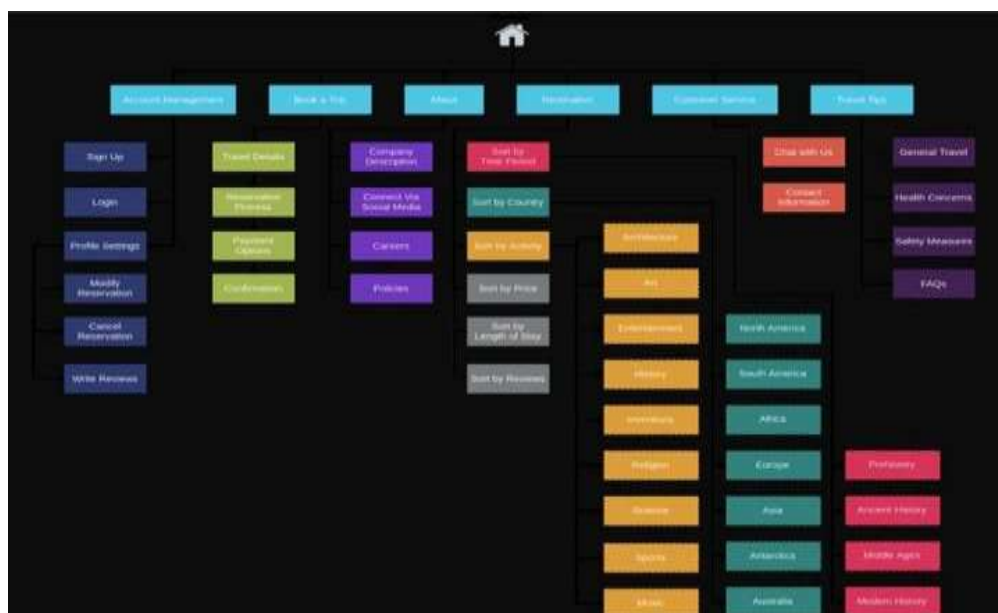 Account Management
Book a Trip
About
Customer Service
Travel Tips
Sign Up
Login
Profile Settings
Modify
Reservation
Cancel
Reservation
Write Reviews
Travel Details
Reservation
Process
Payment
Options
Confirmation
Company
Description
Connect Via
Social Media
Careers
Policies
Sort by
Time Period
Sort by Country
Sort by Activity
Sort by Price
Sort by
Length of Stay
Sort by Reviews
Architecture
Art
Entertainment
History
Religion
Science
Sports
Music
North America
South America
Africa
Europe
Asia
Antarctica
Australia
Prehistory
Ancient History
Middle Ages
Modern History
Chat with Us
Contact
Information
General Travel
Health Concerns
Safety Measures
FAQs